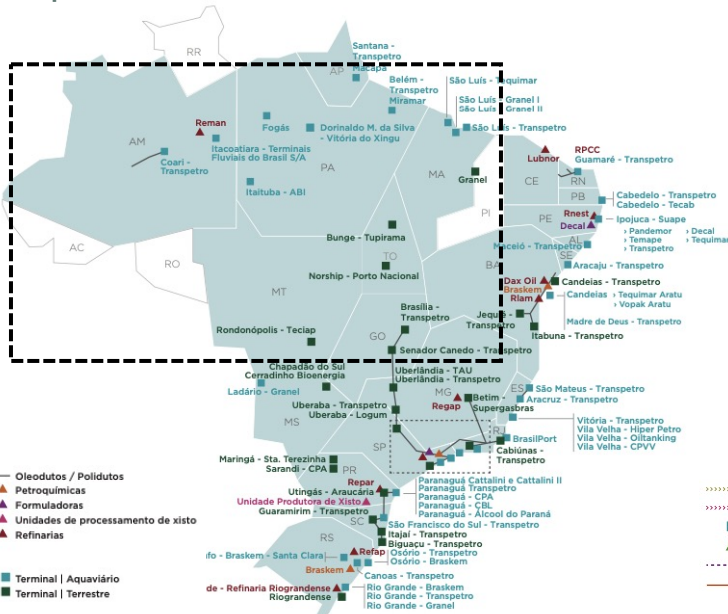 RR
AP
Santana -
Transpetro
Macapá
Belém -
Transpetro
Miramar
São Luís - Tequimar
São Luís - Granel I
São Luís - Granel II
São Luís - Transpetro
Reman
Fogás
Dorinaldo M. da Silva
- Vitória do Xingu
AM
Itacoatiara - Terminais
Fluviais do Brasil S/A
Coari -
Transpetro
PA
Itaituba - ABI
MA
Granel
Lubnor
RPCC
Guamaré - Transpetro
CE
RN
PB
PI
Cabedelo - Transpetro
Cabedelo - Tecab
PE
Rnest
Decal
Ipojuca - Suape
› Pandemor
› Decal
› Temape
› Tequimar
› Transpetro
AL
Maceió - Transpetro
SE
Aracaju - Transpetro
AC
RO
Bunge - Tupirama
TO
Norship - Porto Nacional
BA
MT
Dax Oil
Braskem
Rlam
Candeias - Transpetro
Candeias
› Tequimar Aratu
› Vopak Aratu
Madre de Deus - Transpetro
Jequié -
Transpetro
Itabuna - Transpetro
Brasília -
Transpetro
Rondonópolis - Teciap
GO
Senador Canedo - Transpetro
Chapadão do Sul
Cerradinho Bioenergia
Ladário - Granel
Uberlândia - TAU
Uberlândia - Transpetro
MG
Regap
Betim -
Supergasbras
ES
São Mateus - Transpetro
Aracruz - Transpetro
Uberaba - Transpetro
Uberaba - Logum
MS
Vitória - Transpetro
Vila Velha - Hiper Petro
Vila Velha - Oiltanking
Vila Velha - CPVV
RJ
BrasilPort
Cabiúnas -
Transpetro
SP
Maringá - Sta. Terezinha
Sarandi - CPA
PR
Repar
Utingás - Araucária
Unidade Produtora de Xisto
Guaramirim - Transpetro
Paranaguá Cattalini e Cattalini II
Paranaguá Transpetro
Paranaguá - CPA
Paranaguá - CBL
Paranaguá - Álcool do Paraná
SC
São Francisco do Sul - Transpetro
Itajaí - Transpetro
Biguaçu - Transpetro
RS
fo - Braskem - Santa Clara
Refap
Osório - Transpetro
Osório - Braskem
Braskem
Canoas - Transpetro
de - Refinaria Riograndense
Riograndense
Rio Grande - Braskem
Rio Grande - Transpetro
Rio Grande - Granel
Oleodutos / Polidutos
Petroquímicas
Formuladoras
Unidades de processamento de xisto
Refinarias
Terminal | Aquaviário
Terminal | Terrestre